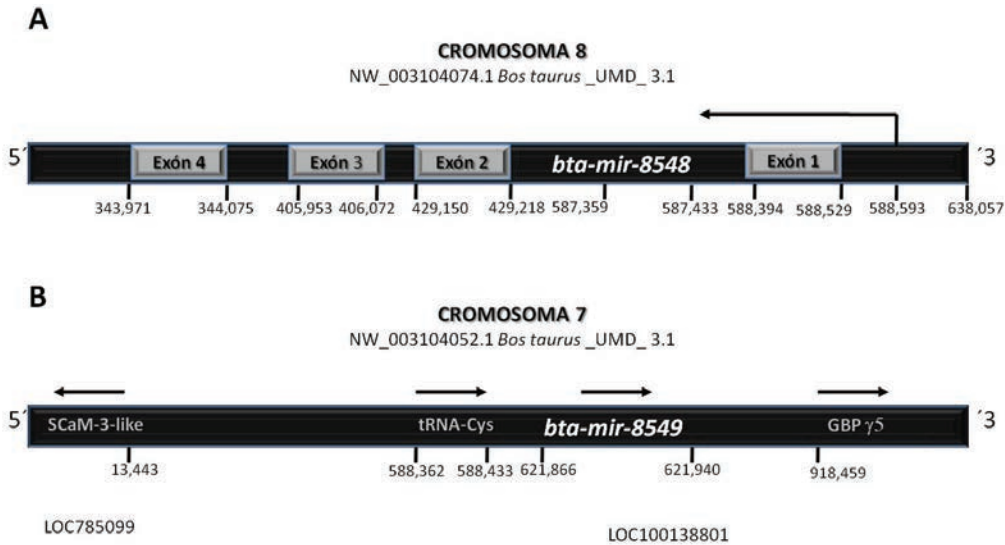 A
CROMOSOMA 8
NW_003104074.1 Bos taurus _UMD_ 3.1
5´ Exón 4 Exón 3 Exón 2 bta-mir-8548 Exón 1 ´3
343,971 344,075 405,953 406,072 429,150 429,218 587,359 587,433 588,394 588,529 588,593 638,057
B
CROMOSOMA 7
NW_003104052.1 Bos taurus _UMD_ 3.1
5´ SCaM-3-like tRNA-Cys bta-mir-8549 GBP γ5 ´3
13,443 588,362 588,433 621,866 621,940 918,459
LOC785099 LOC100138801